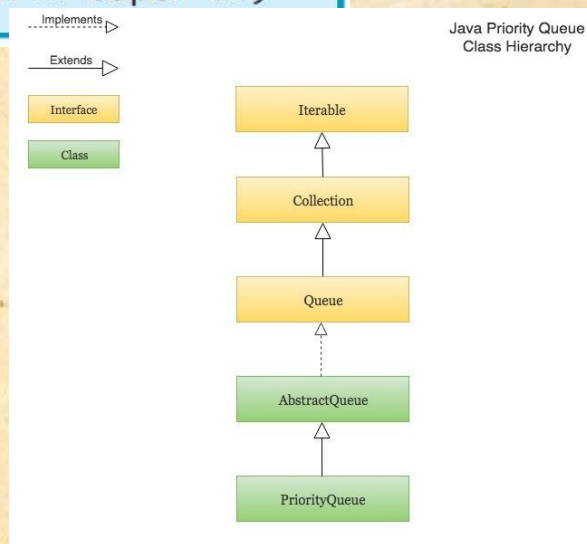 Implements
Extends
Interface
Class
Java Priority Queue
Class Hierarchy
Iterable
Collection
Queue
AbstractQueue
PriorityQueue